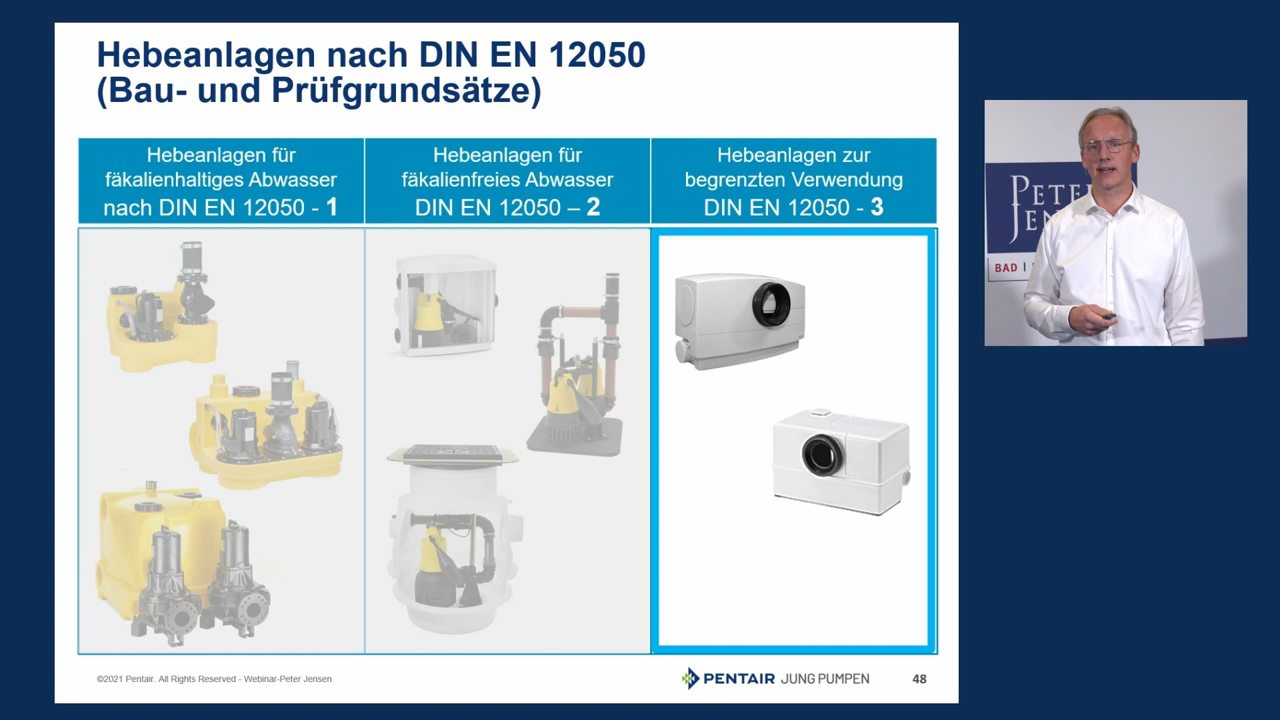 Hebeanlagen nach DIN EN 12050
(Bau- und Prüfgrundsätze)
Hebeanlagen für
fäkalienhaltiges Abwasser
nach DIN EN 12050 - 1
Hebeanlagen für
fäkalienfreies Abwasser
DIN EN 12050 – 2
Hebeanlagen zur
begrenzten Verwendung
DIN EN 12050 - 3
©2021 Pentair. All Rights Reserved - Webinar-Peter Jensen
PENTAIR JUNG PUMPEN
48
BAD